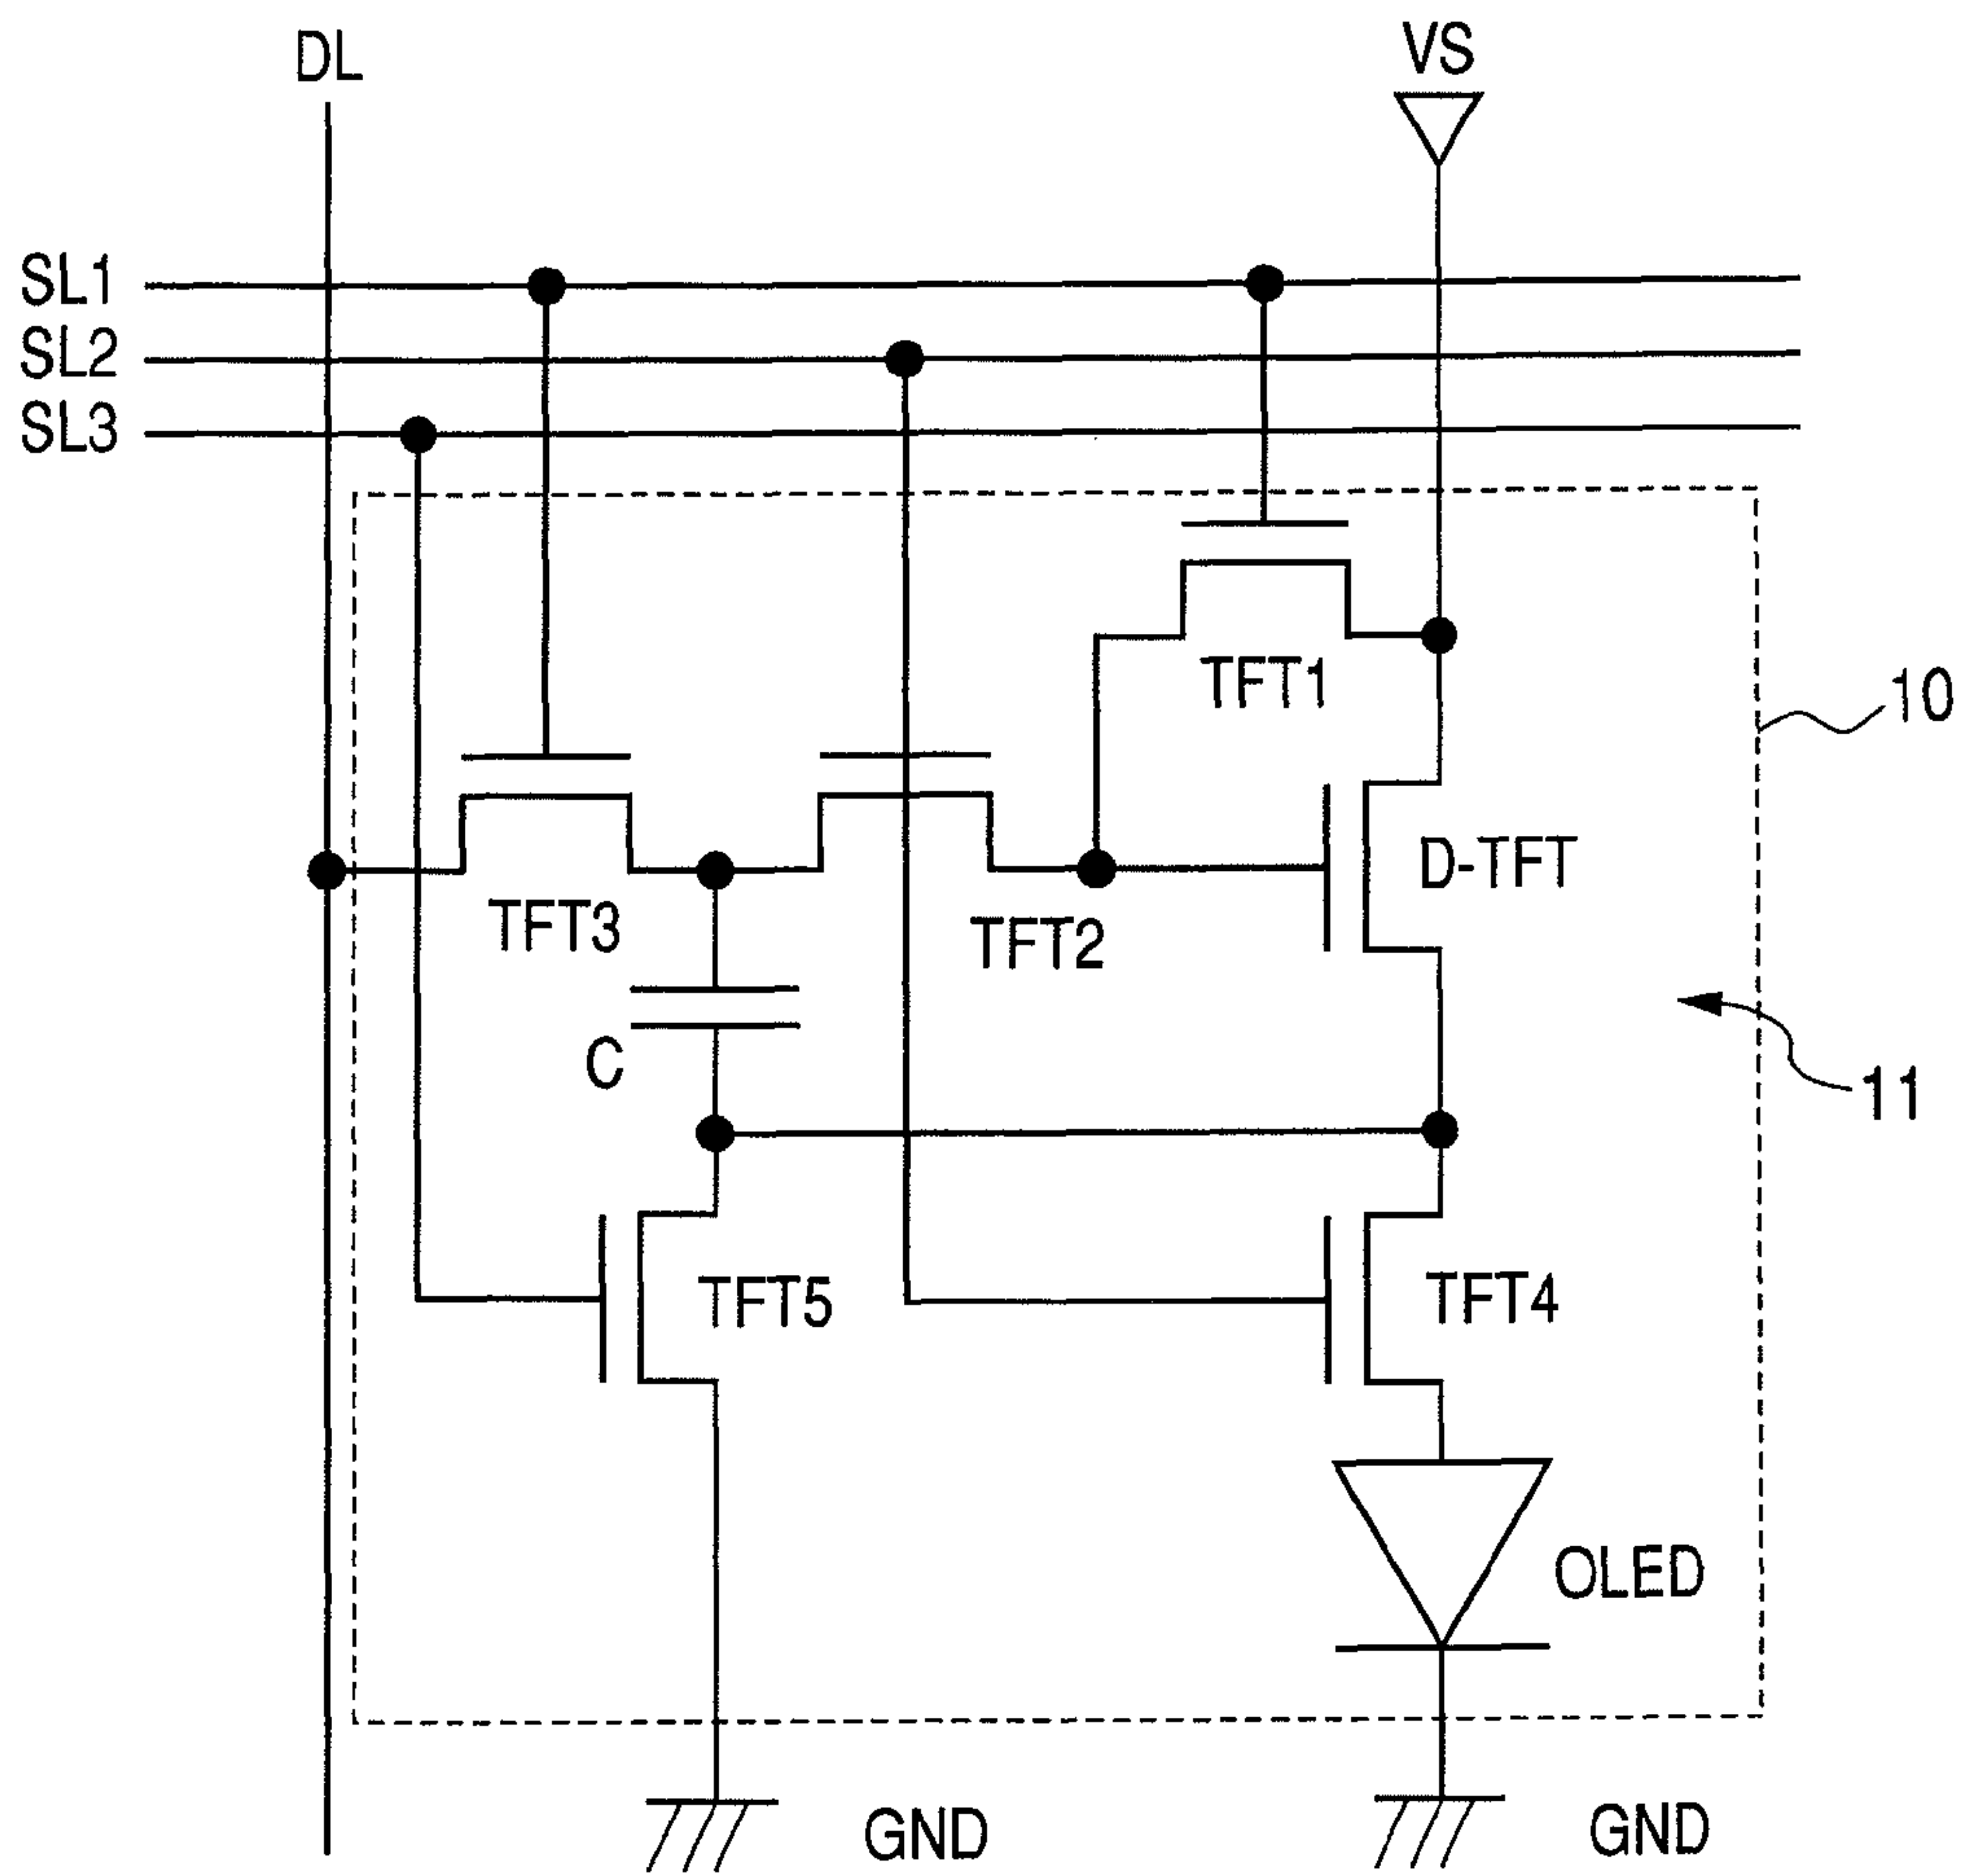 DL
VS
SL1
SL2
SL3
TFT1
10
D-TFT
TFT3
TFT2
C
11
TFT5
TFT4
OLED
GND
GND